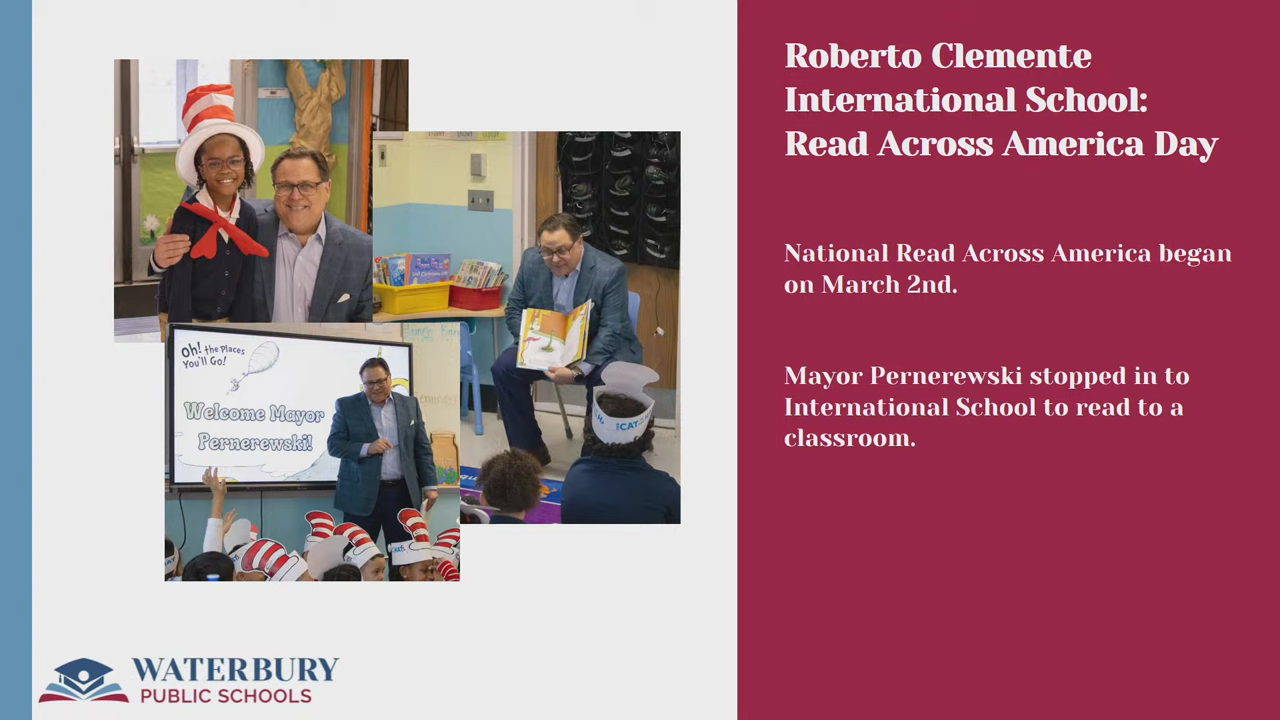 Roberto Clemente
International School:
Read Across America Day
National Read Across America began
on March 2nd.
Mayor Pernerewski stopped in to
International School to read to a
classroom.
oh! the Places
You'll Go!
Welcome Mayor
Pernerewski!
CAT
WATERBURY
PUBLIC SCHOOLS